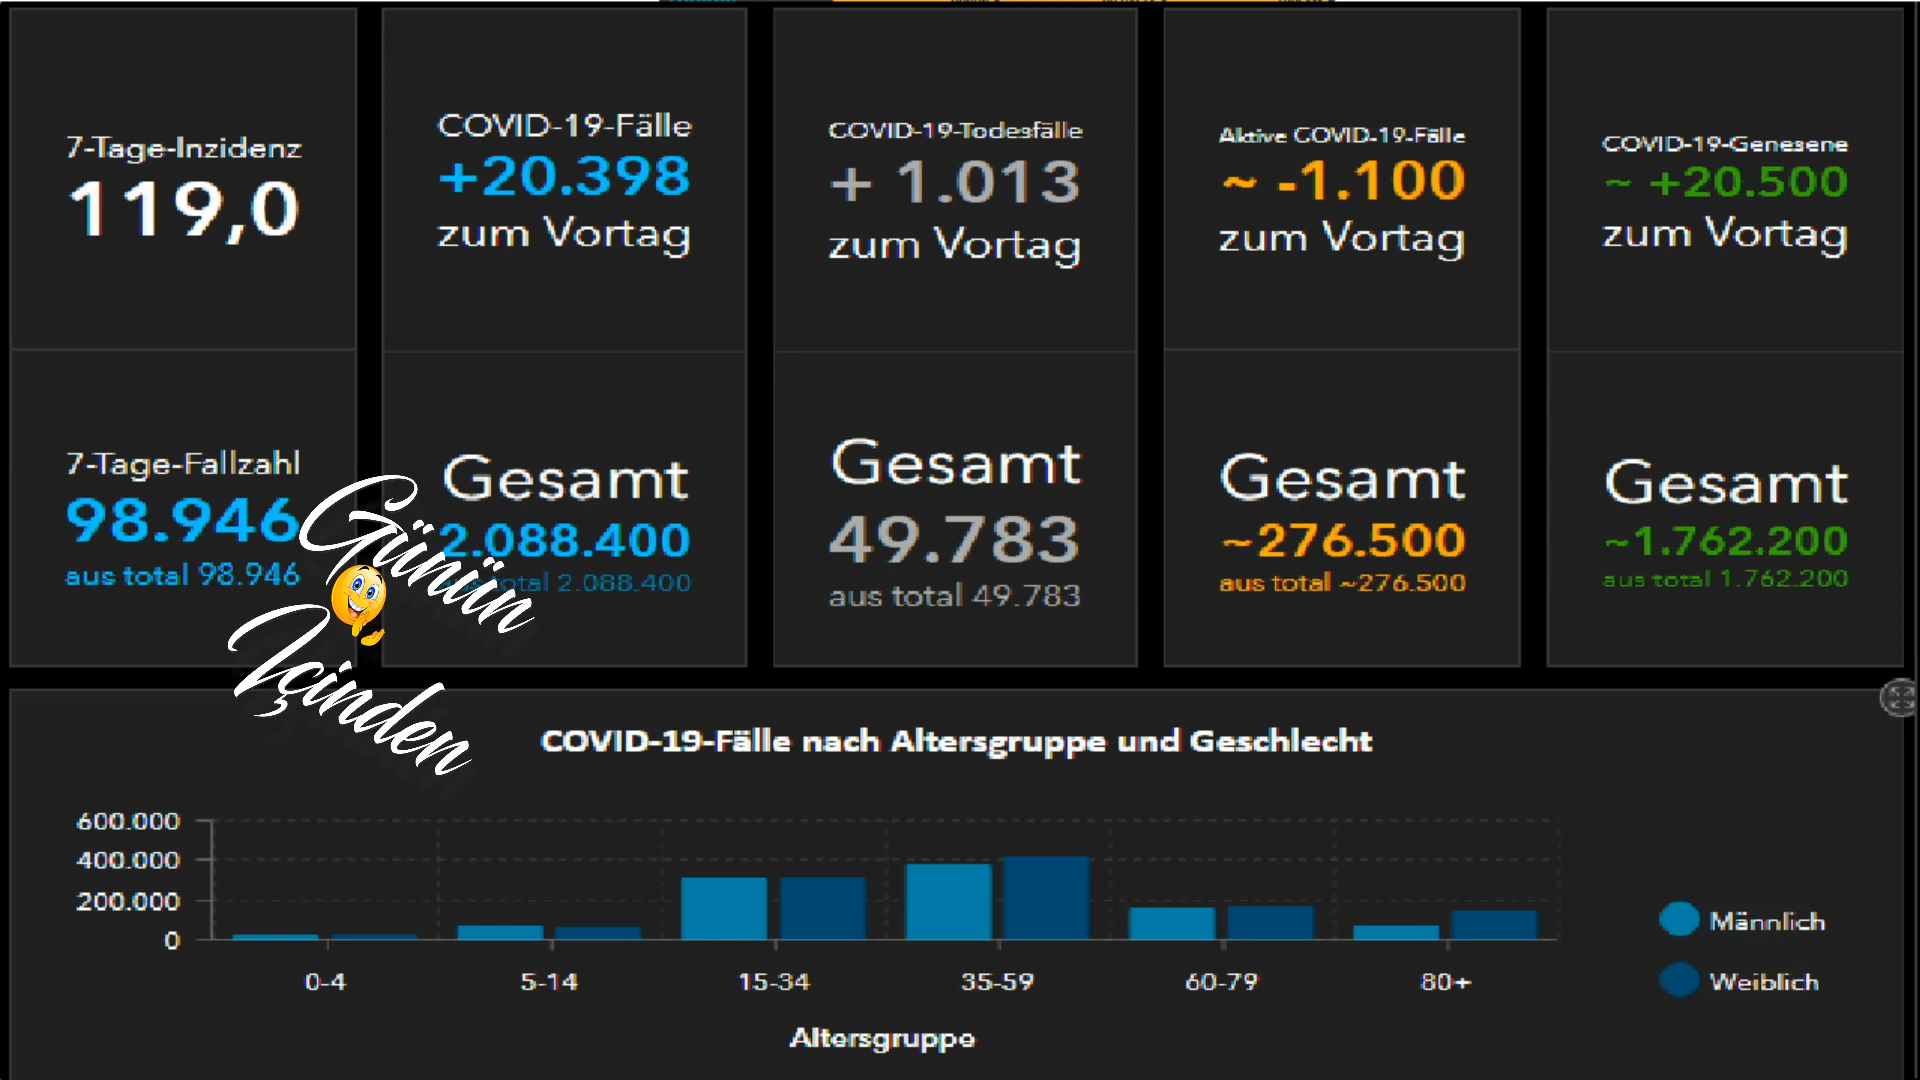 7-Tage-Inzidenz
119,0
COVID-19-Fälle
+20.398
zum Vortag
COVID-19-Todesfälle
+ 1.013
zum Vortag
Aktive COVID-19-Fälle
~ -1.100
zum Vortag
COVID-19-Genesene
~ +20.500
zum Vortag
7-Tage-Fallzahl
98.946
aus total 98.946
Gesamt
2.088.400
aus total 2.088.400
Gesamt
49.783
aus total 49.783
Gesamt
~276.500
aus total ~276.500
Gesamt
~1.762.200
aus total 1.762.200
Günün
İçinden
COVID-19-Fälle nach Altersgruppe und Geschlecht
600.000
400.000
200.000
0
0-4 5-14 15-34 35-59 60-79 80+
Altersgruppe
Männlich
Weiblich